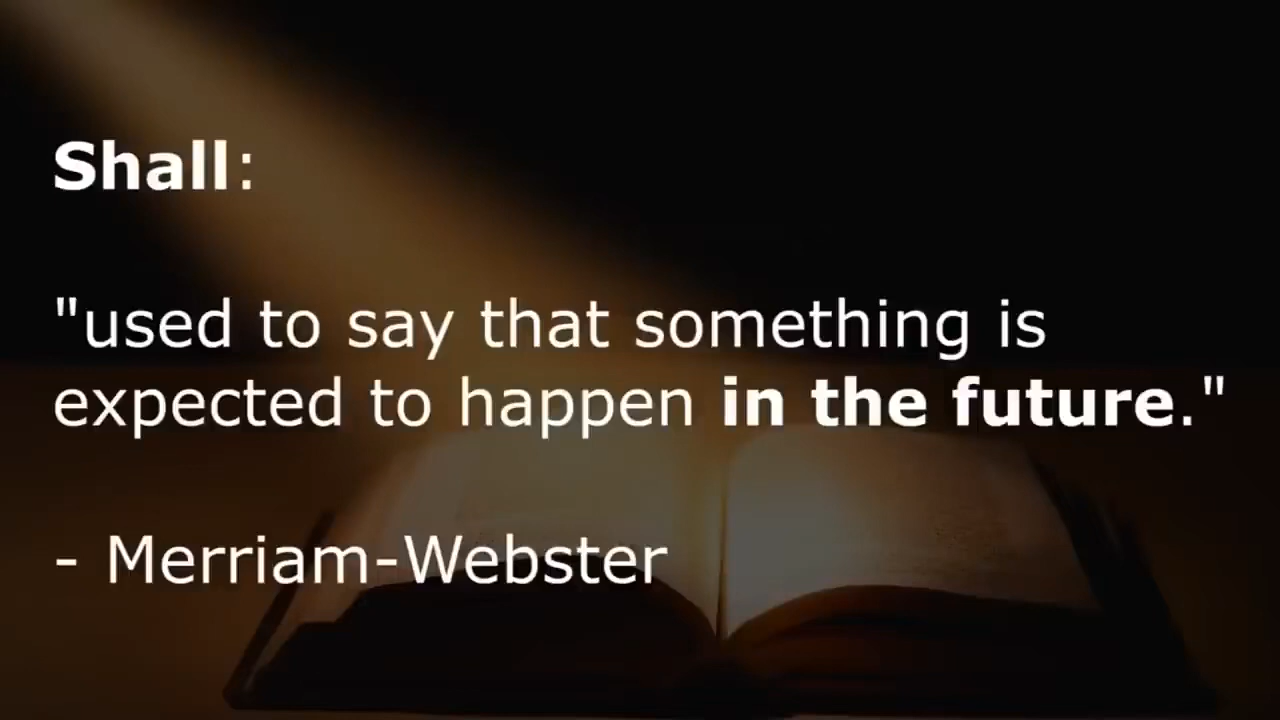 Shall:
"used to say that something is
expected to happen in the future."
- Merriam-Webster